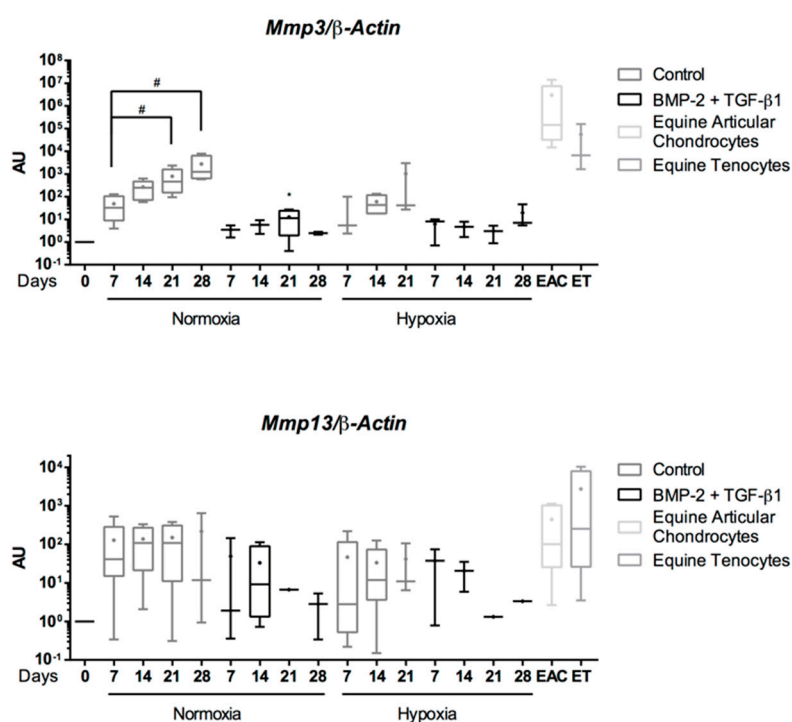 Mmp3/β-Actin
10⁸
10⁷
10⁶
10⁵
10⁴
10³
10²
10¹
10⁰
10⁻¹
AU
#
#
Control
BMP-2 + TGF-β1
Equine Articular
Chondrocytes
Equine Tenocytes
Days 0 7 14 21 28 7 14 21 28 7 14 21 7 14 21 28 EAC ET
Normoxia Hypoxia
Mmp13/β-Actin
10⁴
10³
10²
10¹
10⁰
10⁻¹
AU
Control
BMP-2 + TGF-β1
Equine Articular
Chondrocytes
Equine Tenocytes
Days 0 7 14 21 28 7 14 21 28 7 14 21 7 14 21 28 EAC ET
Normoxia Hypoxia